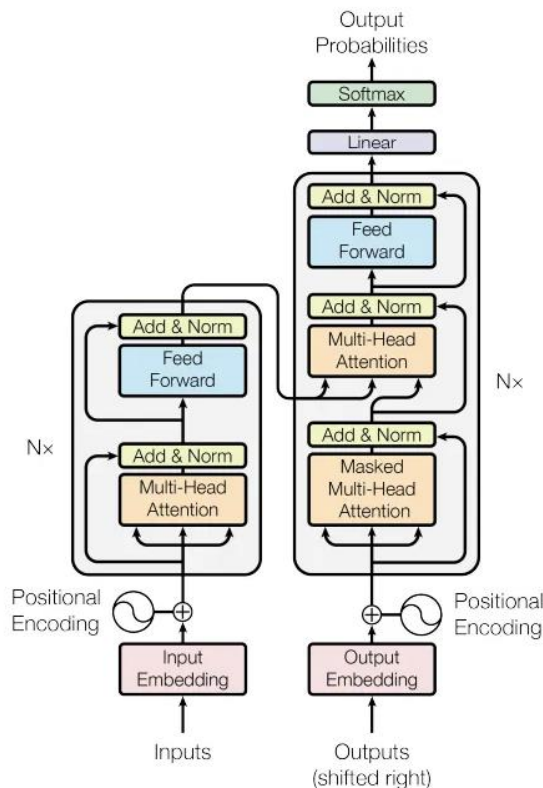 Output
Probabilities
Softmax
Linear
Add & Norm
Feed
Forward
Add & Norm
Multi-Head
Attention
Add & Norm
Masked
Multi-Head
Attention
N×
Add & Norm
Feed
Forward
Add & Norm
Multi-Head
Attention
N×
Positional
Encoding
Positional
Encoding
Input
Embedding
Output
Embedding
Inputs
Outputs
(shifted right)